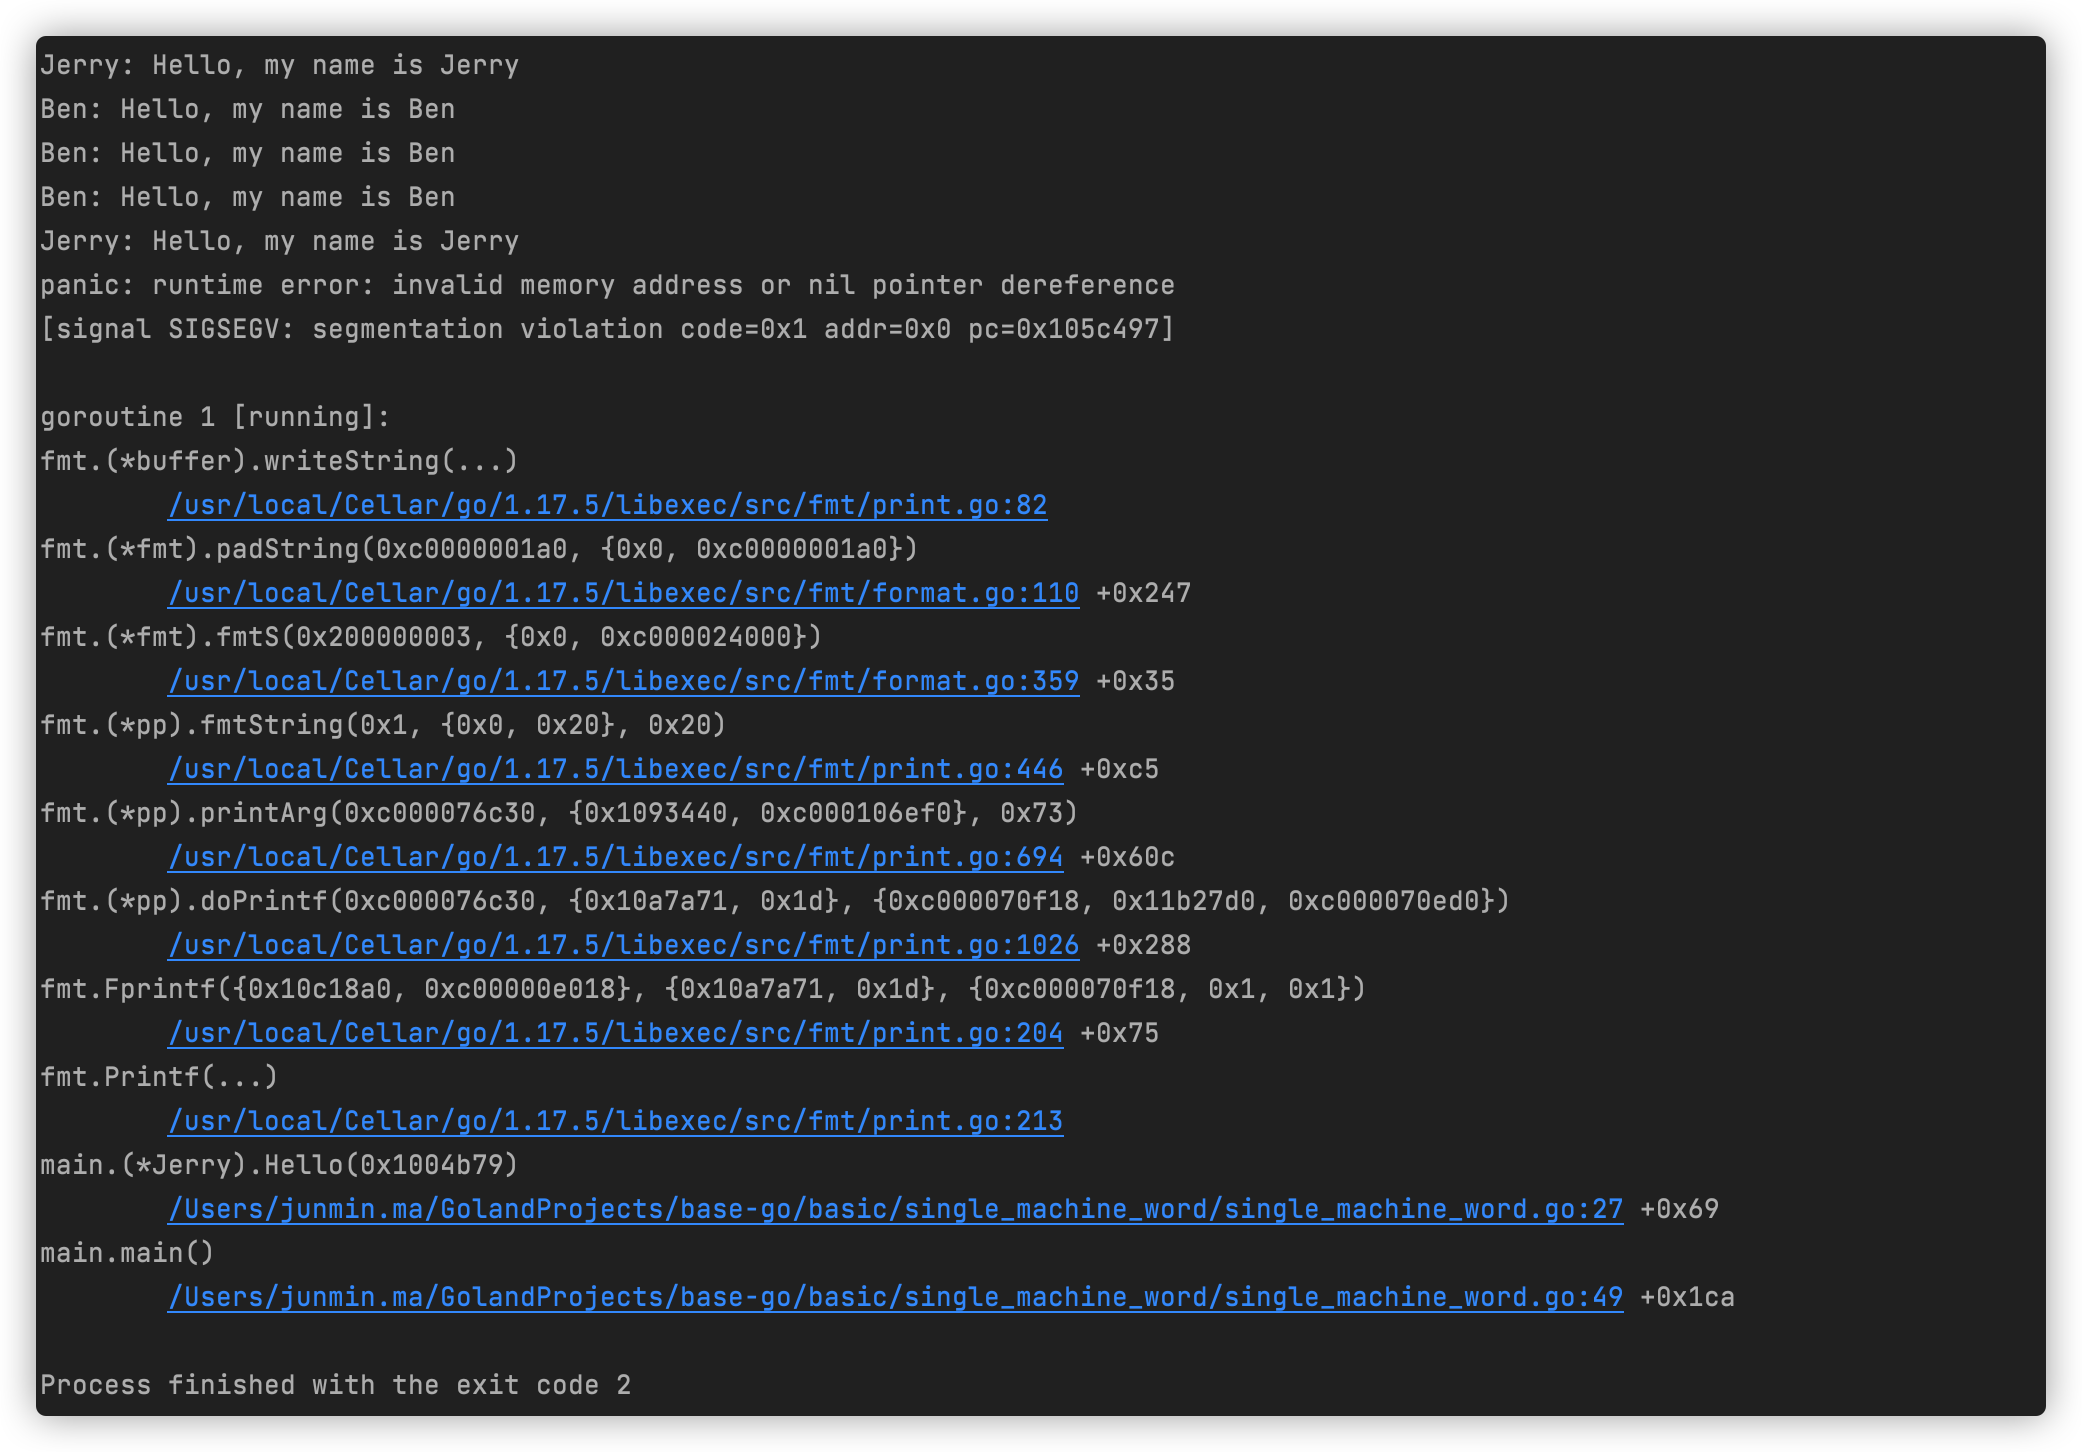 Jerry: Hello, my name is Jerry
Ben: Hello, my name is Ben
Ben: Hello, my name is Ben
Ben: Hello, my name is Ben
Jerry: Hello, my name is Jerry
panic: runtime error: invalid memory address or nil pointer dereference
[signal SIGSEGV: segmentation violation code=0x1 addr=0x0 pc=0x105c497]

goroutine 1 [running]:
fmt.(*buffer).writeString(...)
	/usr/local/Cellar/go/1.17.5/libexec/src/fmt/print.go:82
fmt.(*fmt).padString(0xc0000001a0, {0x0, 0xc0000001a0})
	/usr/local/Cellar/go/1.17.5/libexec/src/fmt/format.go:110 +0x247
fmt.(*fmt).fmtS(0x200000003, {0x0, 0xc000024000})
	/usr/local/Cellar/go/1.17.5/libexec/src/fmt/format.go:359 +0x35
fmt.(*pp).fmtString(0x1, {0x0, 0x20}, 0x20)
	/usr/local/Cellar/go/1.17.5/libexec/src/fmt/print.go:446 +0xc5
fmt.(*pp).printArg(0xc000076c30, {0x1093440, 0xc000106ef0}, 0x73)
	/usr/local/Cellar/go/1.17.5/libexec/src/fmt/print.go:694 +0x60c
fmt.(*pp).doPrintf(0xc000076c30, {0x10a7a71, 0x1d}, {0xc000070f18, 0x11b27d0, 0xc000070ed0})
	/usr/local/Cellar/go/1.17.5/libexec/src/fmt/print.go:1026 +0x288
fmt.Fprintf({0x10c18a0, 0xc00000e018}, {0x10a7a71, 0x1d}, {0xc000070f18, 0x1, 0x1})
	/usr/local/Cellar/go/1.17.5/libexec/src/fmt/print.go:204 +0x75
fmt.Printf(...)
	/usr/local/Cellar/go/1.17.5/libexec/src/fmt/print.go:213
main.(*Jerry).Hello(0x1004b79)
	/Users/junmin.ma/GolandProjects/base-go/basic/single_machine_word/single_machine_word.go:27 +0x69
main.main()
	/Users/junmin.ma/GolandProjects/base-go/basic/single_machine_word/single_machine_word.go:49 +0x1ca

Process finished with the exit code 2